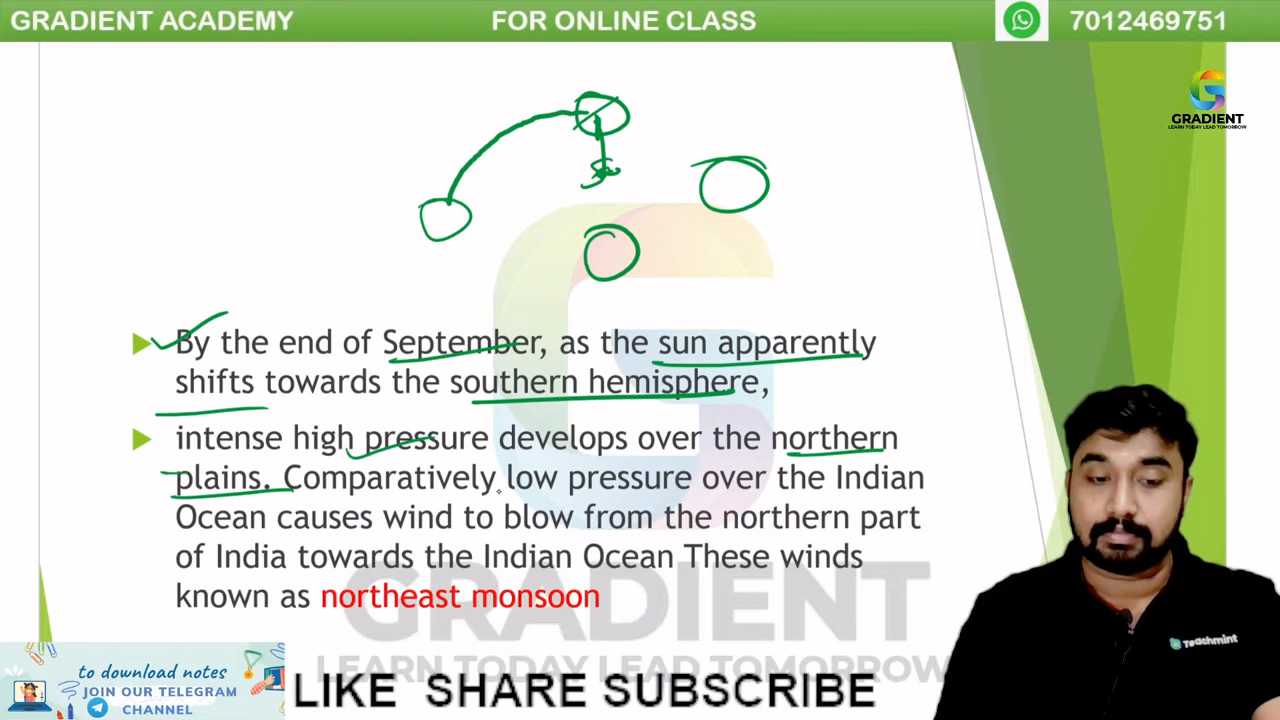 GRADIENT ACADEMY
FOR ONLINE CLASS
7012469751
GRADIENT
LEARN TODAY LEAD TOMORROW
By the end of September, as the sun apparently
shifts towards the southern hemisphere,
intense high pressure develops over the northern
plains. Comparatively low pressure over the Indian
Ocean causes wind to blow from the northern part
of India towards the Indian Ocean These winds
known as northeast monsoon
GRADIENT
LEARN TODAY LEAD TOMORROW
Teachmint
to download notes
JOIN OUR TELEGRAM
CHANNEL
LIKE SHARE SUBSCRIBE